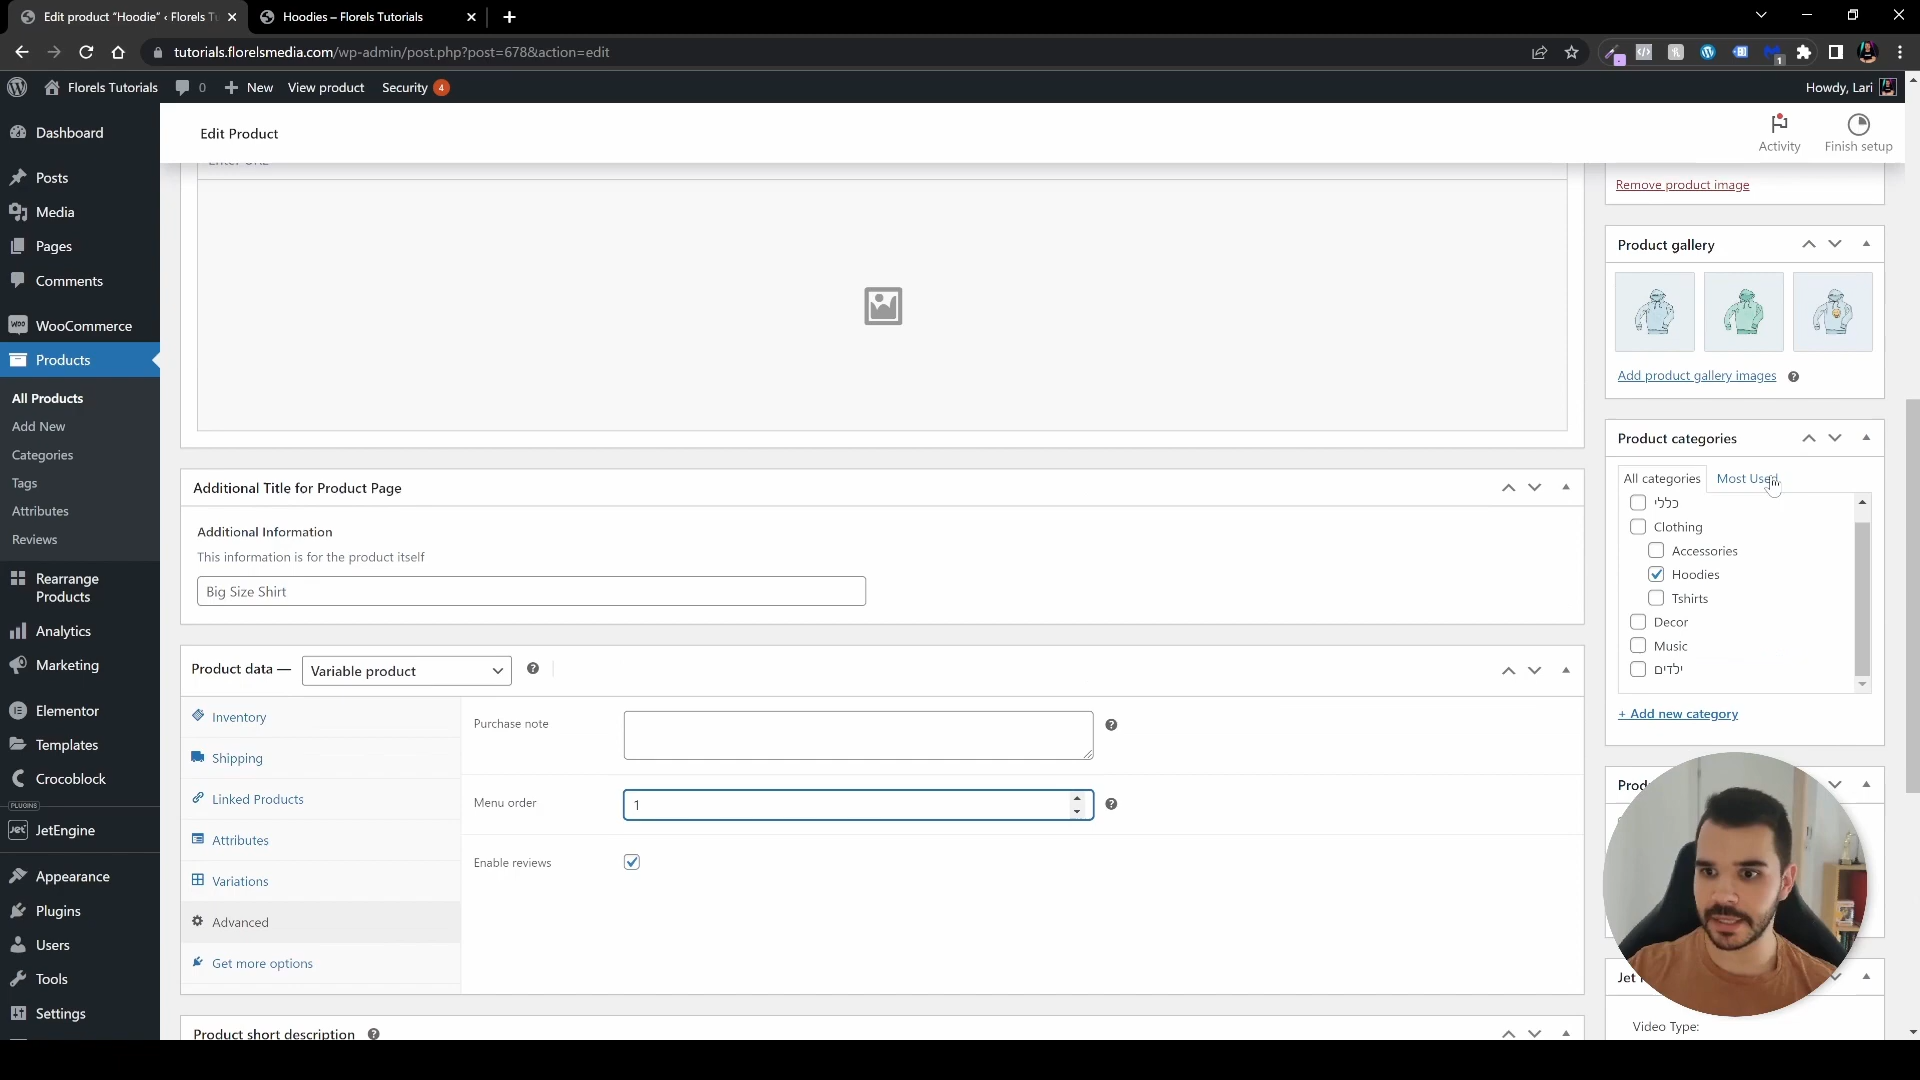 Edit product "Hoodie" ‹ Florels Tu
Hoodies – Florels Tutorials
tutorials.florelsmedia.com/wp-admin/post.php?post=678&action=edit
1
Florels Tutorials
0
New
View product
Security 4
Howdy, Lari
Dashboard
Posts
Media
Pages
Comments
WooCommerce
Products
All Products
Add New
Categories
Tags
Attributes
Reviews
Rearrange
Products
Analytics
Marketing
Elementor
Templates
Crocoblock
PLUGINS
JetEngine
Appearance
Plugins
Users
Tools
Settings
Edit Product
Activity
Finish setup
Additional Title for Product Page
Additional Information
This information is for the product itself
Big Size Shirt
Product data —
Variable product
Inventory
Shipping
Linked Products
Attributes
Variations
Advanced
Get more options
Purchase note
Menu order
1
Enable reviews
Product short description
Remove product image
Product gallery
Add product gallery images
Product categories
All categories
Most Used
כללי
Clothing
Accessories
Hoodies
Tshirts
Decor
Music
ילדים
+ Add new category
Prod
Jet
Video Type: